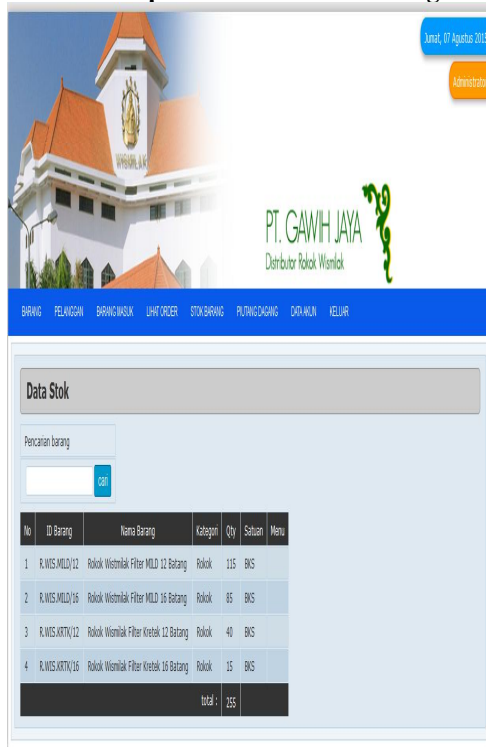 WISMILAK
Jumat, 07 Agustus 2015
Administrator
PT. GAWIH JAYA
Distributor Rokok Wismilak
BARANG PELANGGAN BARANG MASUK LIHAT ORDER STOK BARANG PIUTANG DAGANG DATA AKUN KELUAR
Data Stok
Pencarian barang
cari
No ID Barang Nama Barang Kategori Qty Satuan Menu
1 R.WIS.MILD/12 Rokok Wistmilak Filter MILD 12 Batang Rokok 115 BKS
2 R.WIS.MILD/16 Rokok Wistmilak Filter MILD 16 Batang Rokok 85 BKS
3 R.WIS.KRTK/12 Rokok Wismilak Filter Kretek 12 Batang Rokok 40 BKS
4 R.WIS.KRTK/16 Rokok Wismilak Filter Kretek 16 Batang Rokok 15 BKS
total : 255